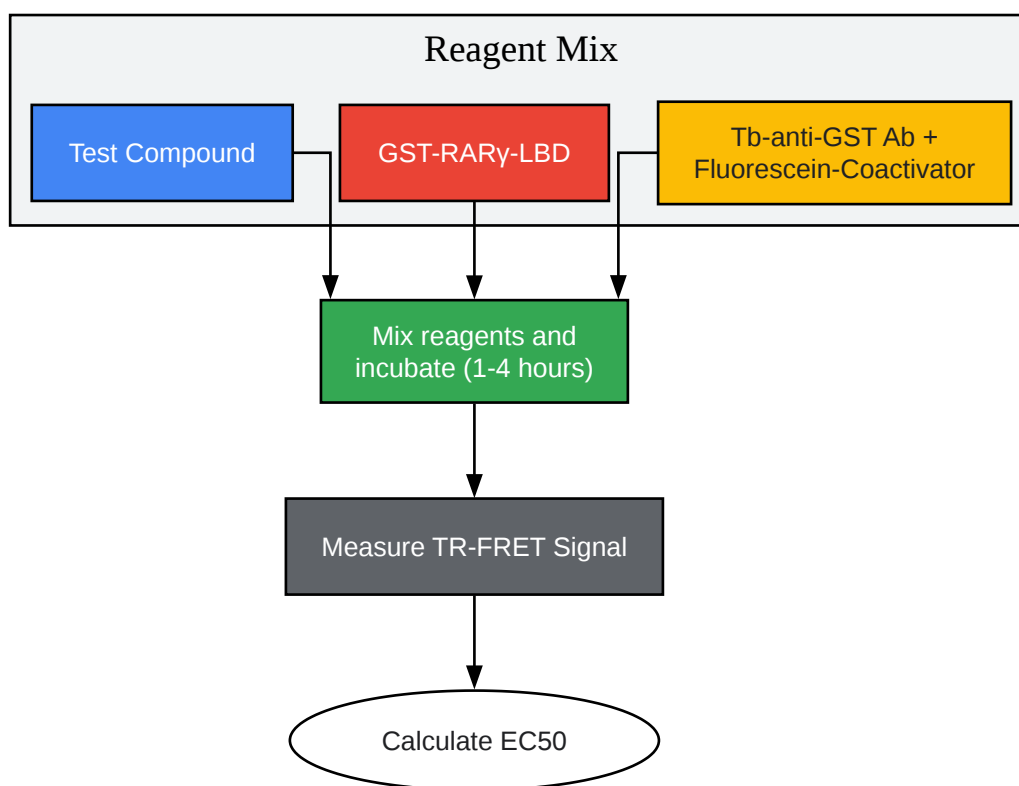 Reagent Mix
Test Compound
GST-RARγ-LBD
Tb-anti-GST Ab +
Fluorescein-Coactivator
Mix reagents and
incubate (1-4 hours)
Measure TR-FRET Signal
Calculate EC50